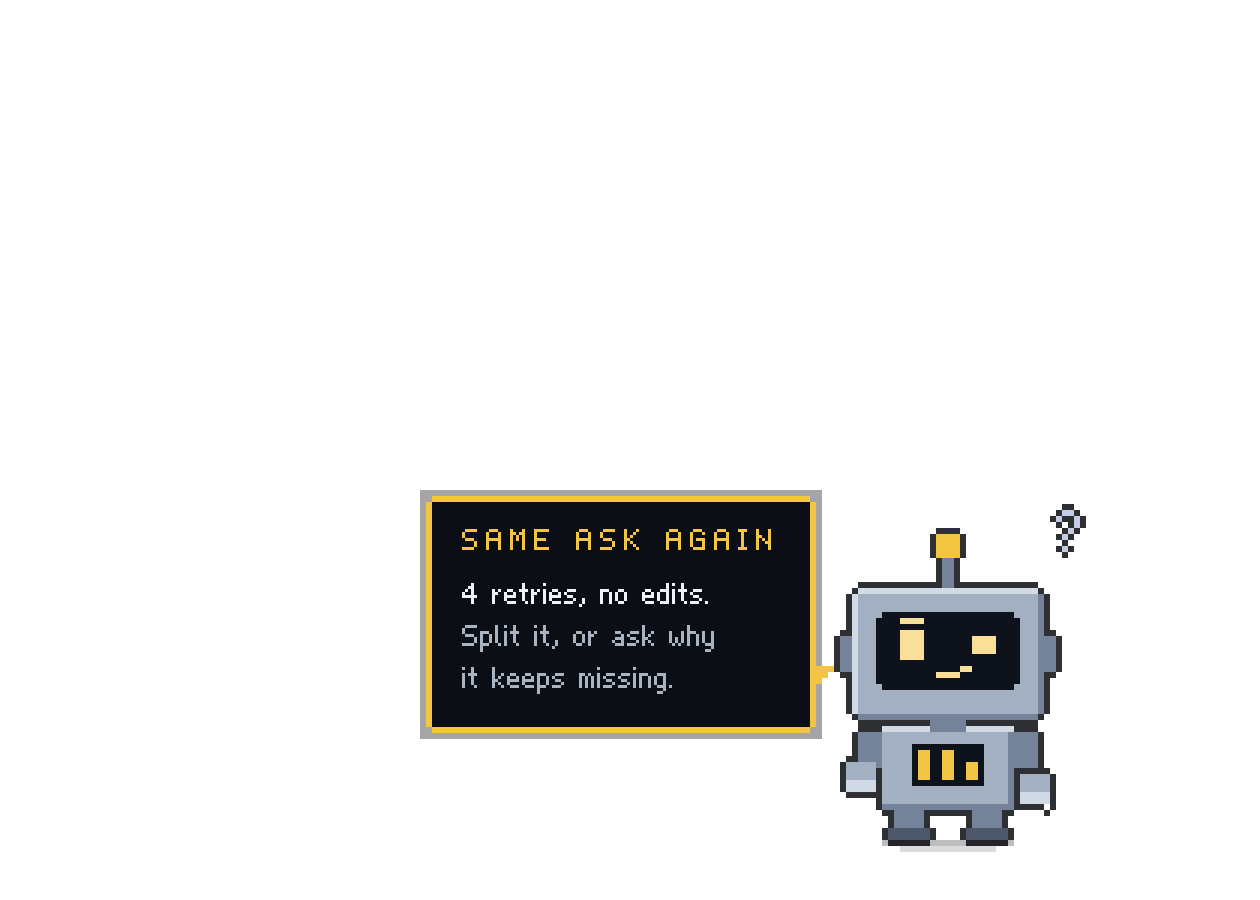 SAME ASK AGAIN
4 retries, no edits.
Split it, or ask why
it keeps missing.
?